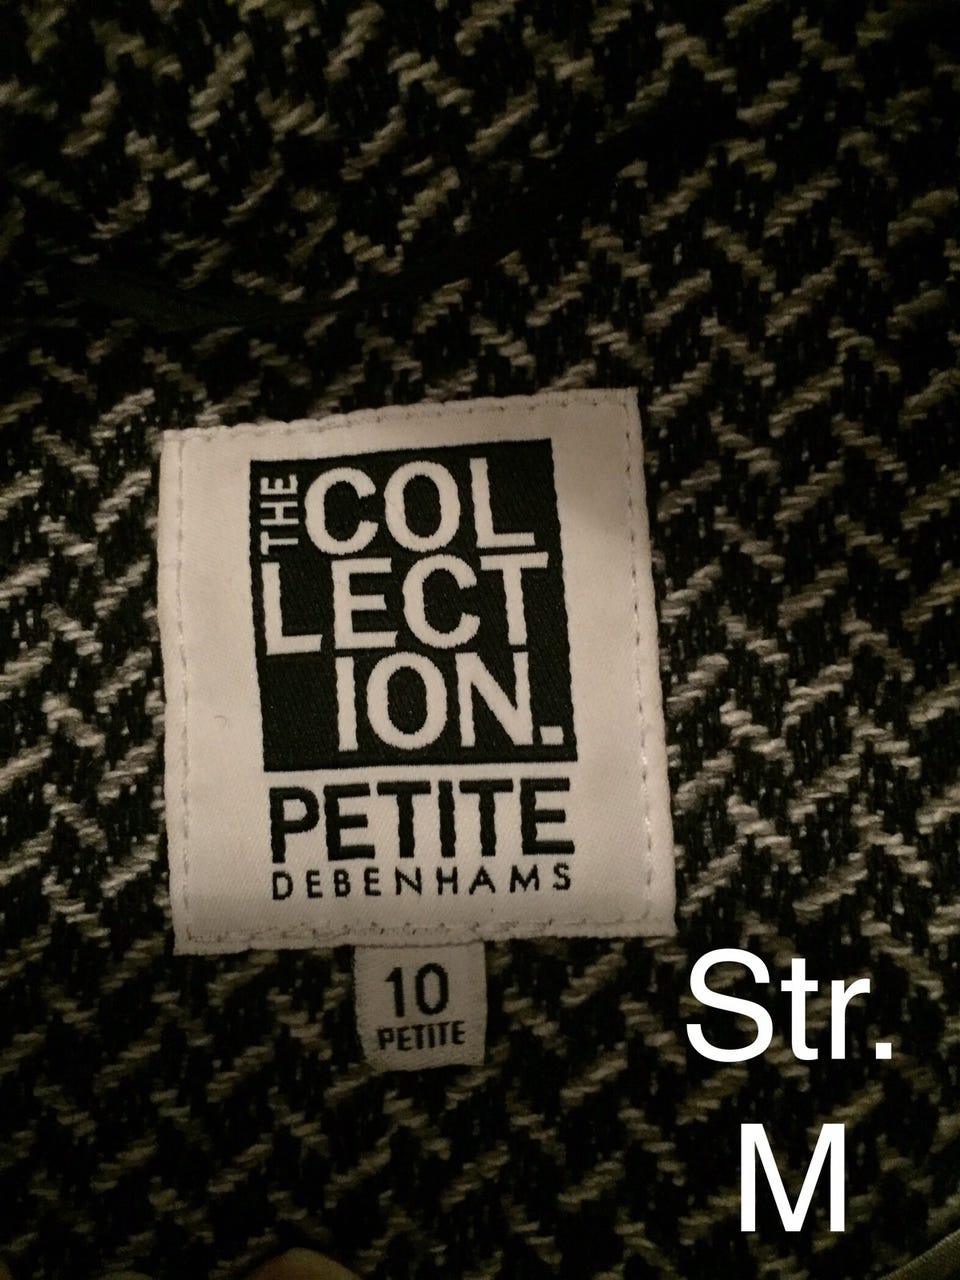 THE
COL
LECT
ION.
PETITE
DEBENHAMS
10
PETITE
Str.
M